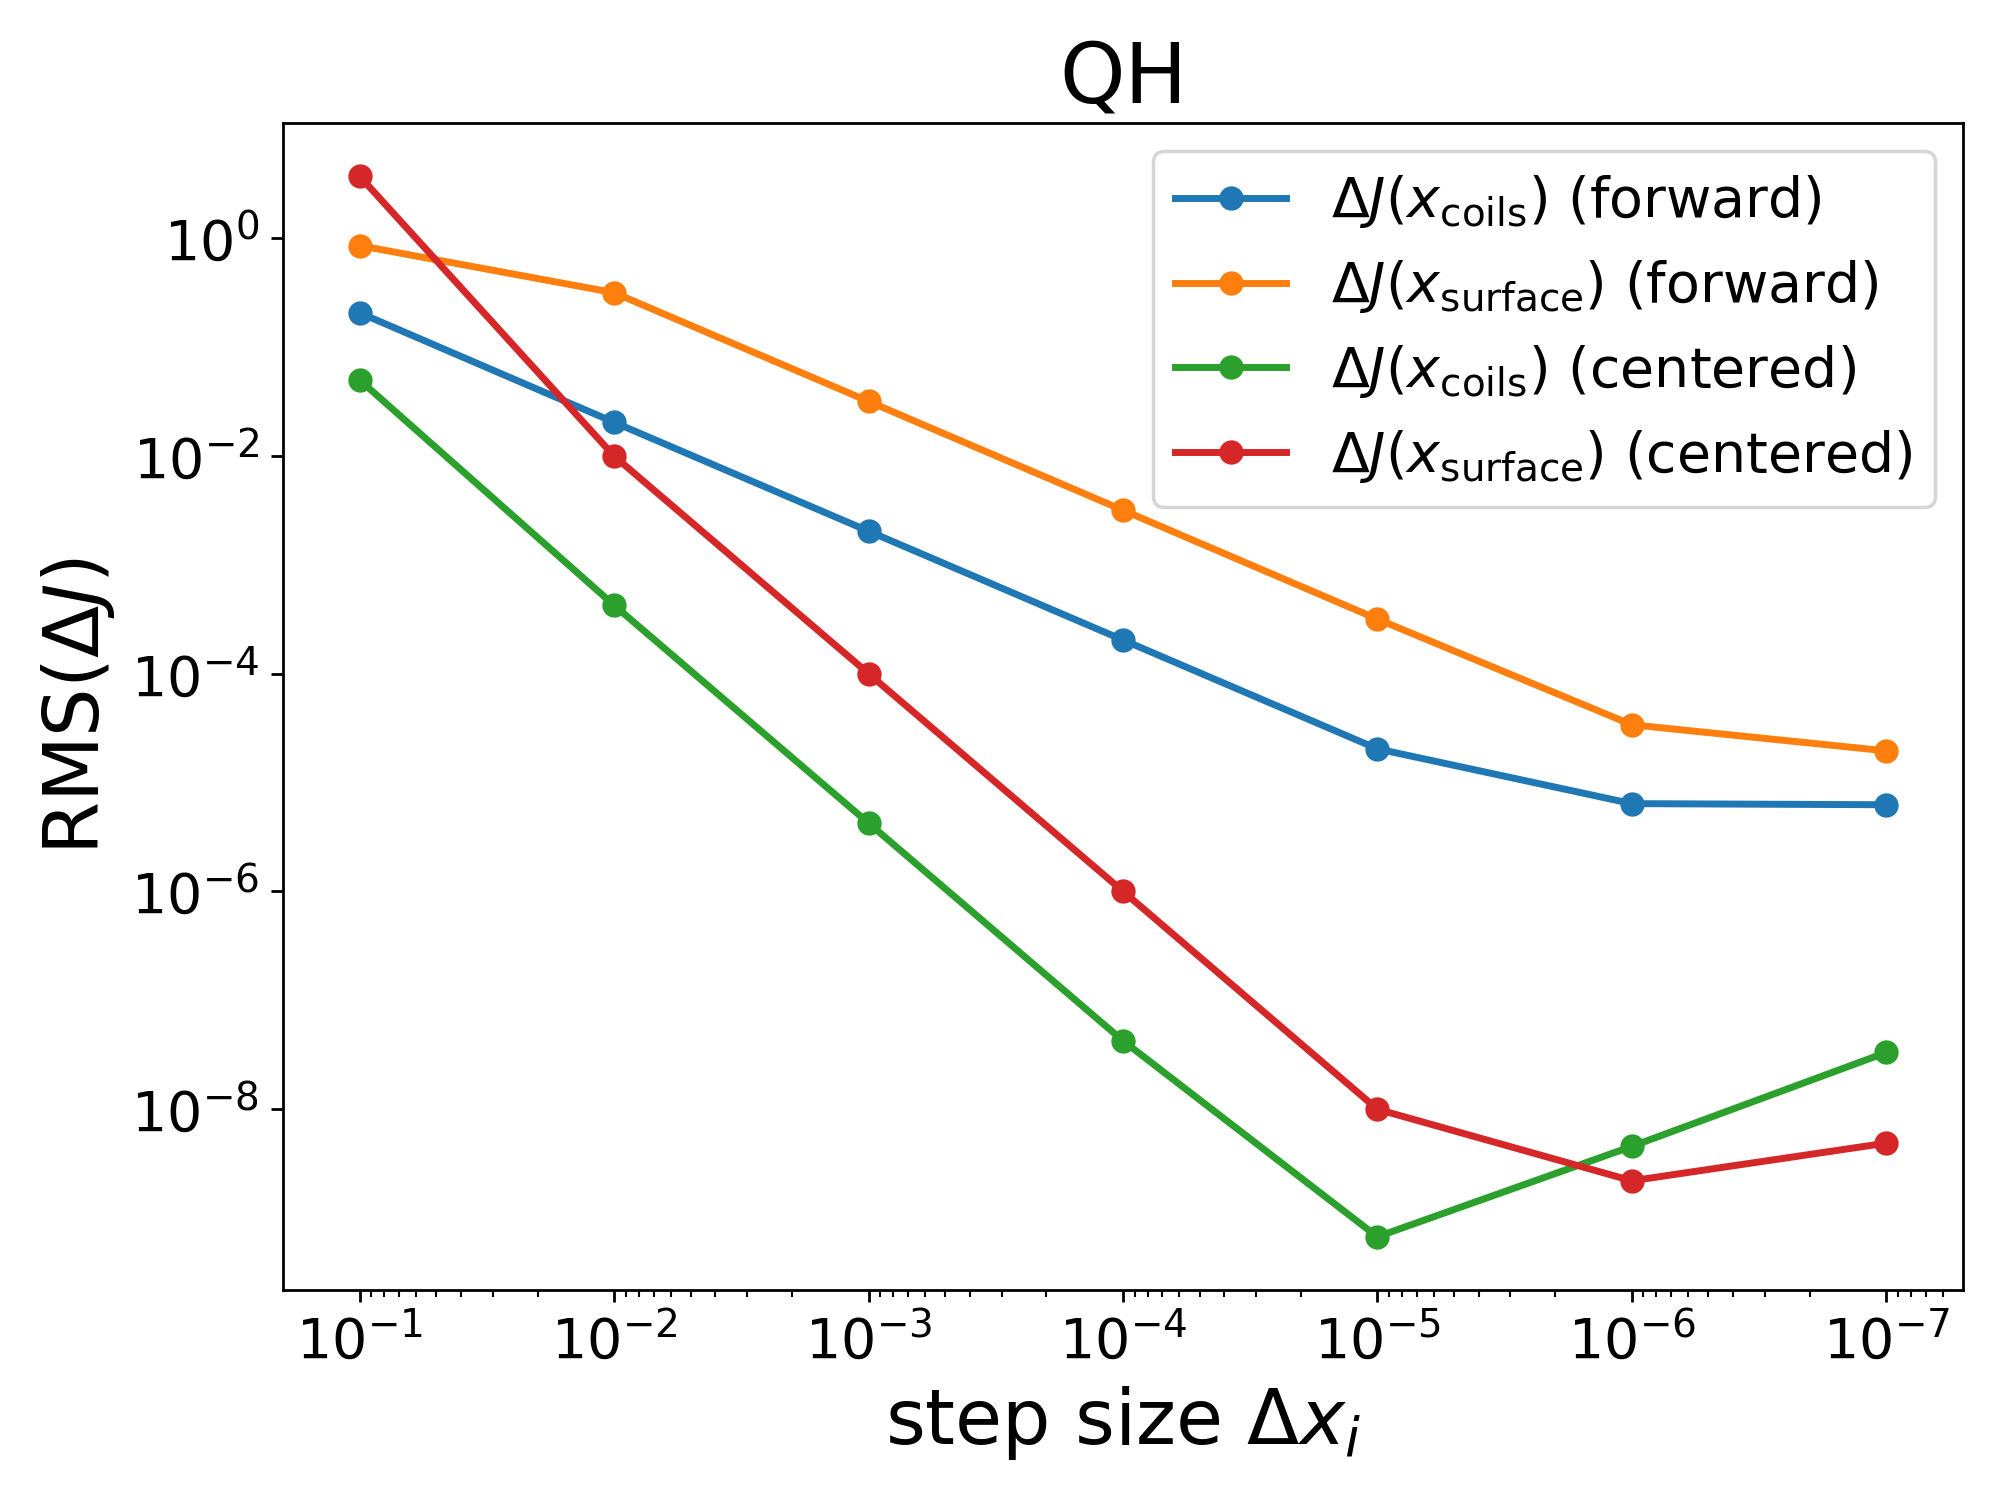 QH
ΔJ(x_coils) (forward)
ΔJ(x_surface) (forward)
ΔJ(x_coils) (centered)
ΔJ(x_surface) (centered)
RMS(ΔJ)
10⁰
10⁻²
10⁻⁴
10⁻⁶
10⁻⁸
10⁻¹ 10⁻² 10⁻³ 10⁻⁴ 10⁻⁵ 10⁻⁶ 10⁻⁷
step size Δx_i